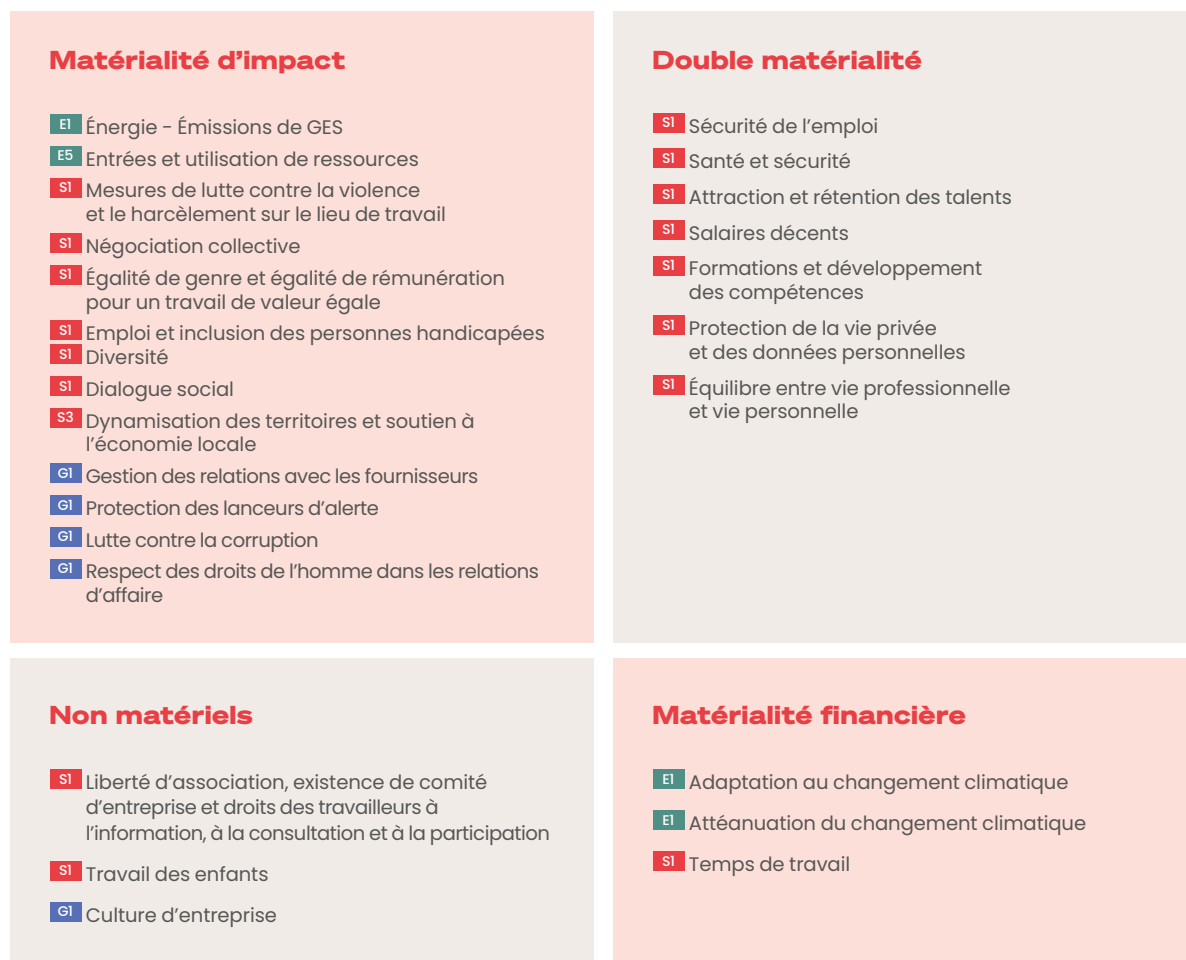 Matérialité d’impact
E1 Énergie - Émissions de GES
E5 Entrées et utilisation de ressources
S1 Mesures de lutte contre la violence
et le harcèlement sur le lieu de travail
S1 Négociation collective
S1 Égalité de genre et égalité de rémunération
pour un travail de valeur égale
S1 Emploi et inclusion des personnes handicapées
S1 Diversité
S1 Dialogue social
S3 Dynamisation des territoires et soutien à
l’économie locale
G1 Gestion des relations avec les fournisseurs
G1 Protection des lanceurs d’alerte
G1 Lutte contre la corruption
G1 Respect des droits de l’homme dans les relations
d’affaire
Double matérialité
S1 Sécurité de l’emploi
S1 Santé et sécurité
S1 Attraction et rétention des talents
S1 Salaires décents
S1 Formations et développement
des compétences
S1 Protection de la vie privée
et des données personnelles
S1 Équilibre entre vie professionnelle
et vie personnelle
Non matériels
S1 Liberté d’association, existence de comité
d’entreprise et droits des travailleurs à
l’information, à la consultation et à la participation
S1 Travail des enfants
G1 Culture d’entreprise
Matérialité financière
E1 Adaptation au changement climatique
E1 Attéanuation du changement climatique
S1 Temps de travail